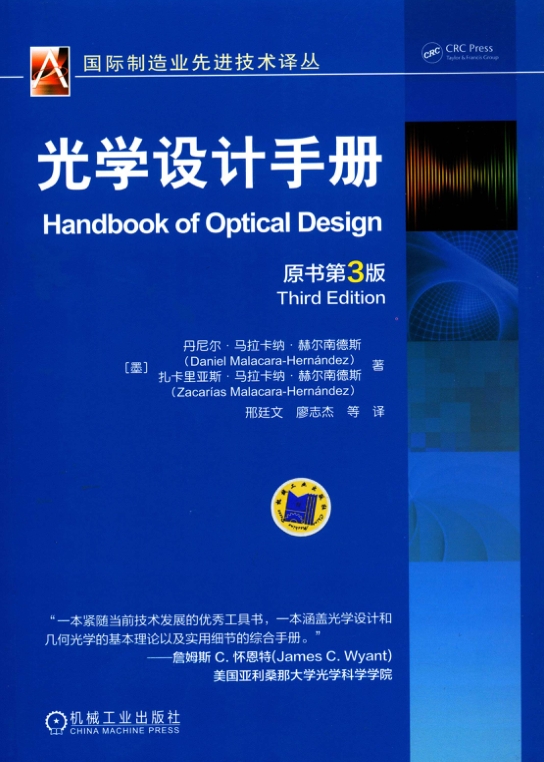 国际制造业先进技术译丛
CRC
CRC Press
Taylor & Francis Group
光学设计手册
Handbook of Optical Design
原书第3版
Third Edition
丹尼尔·马拉卡纳·赫尔南德斯
(Daniel Malacara-Hernández)
[墨] 著
扎卡里亚斯·马拉卡纳·赫尔南德斯
(Zacarías Malacara-Hernández)
邢廷文 廖志杰 等 译
“一本紧随当前技术发展的优秀工具书，一本涵盖光学设计和
几何光学的基本理论以及实用细节的综合手册。”
——詹姆斯 C. 怀恩特(James C. Wyant)
美国亚利桑那大学光学科学学院
机械工业出版社
CHINA MACHINE PRESS